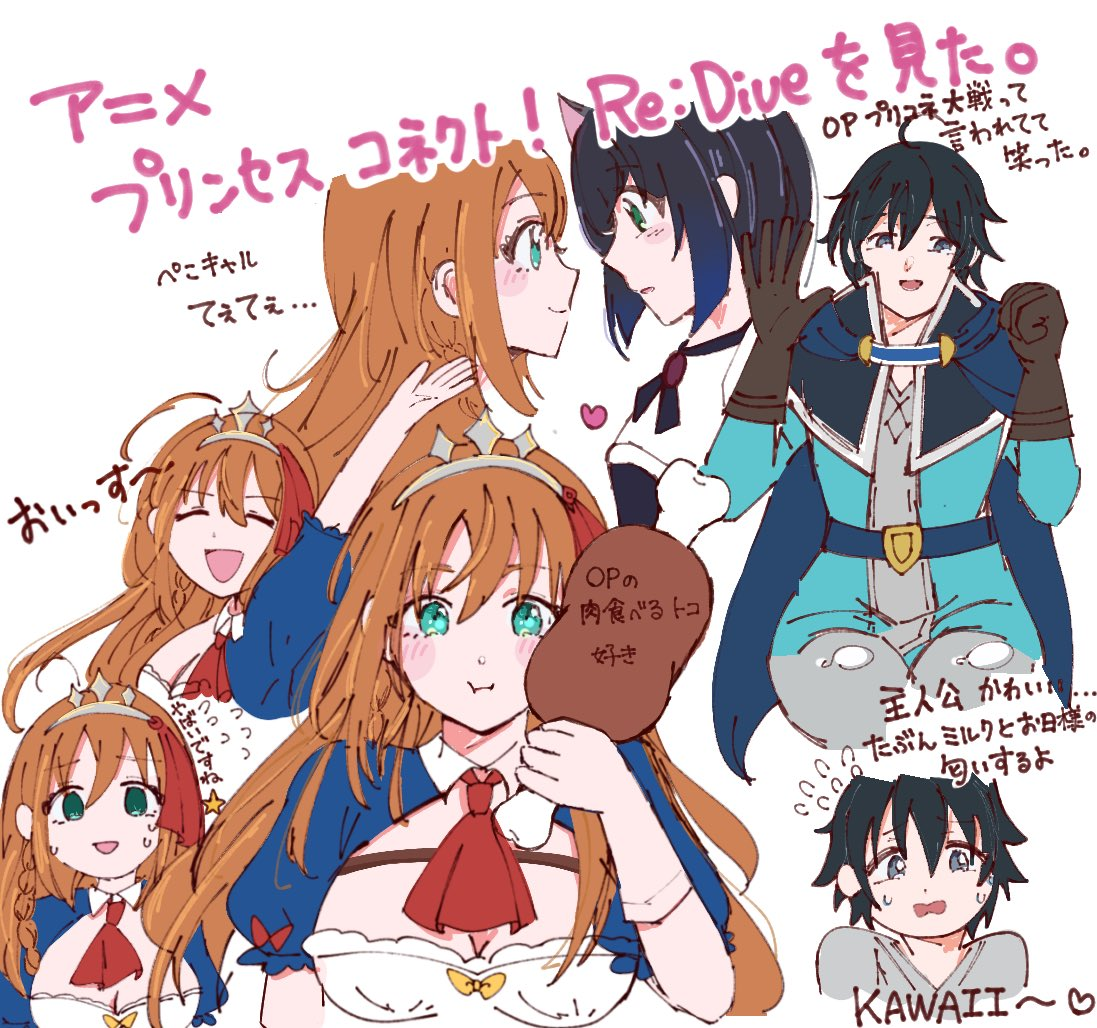 アニメ
プリンセス コネクト! Re:Diveを見た。
OP プリコネ大戦って
言われてて
笑った。
ぺこキャル
てぇてぇ…
おいっすー
OPの
肉食べるトコ
好き
やばいですね
主人公 かわいい…
たぶんミルクとお日様の
匂いするよ
KAWAII〜♡